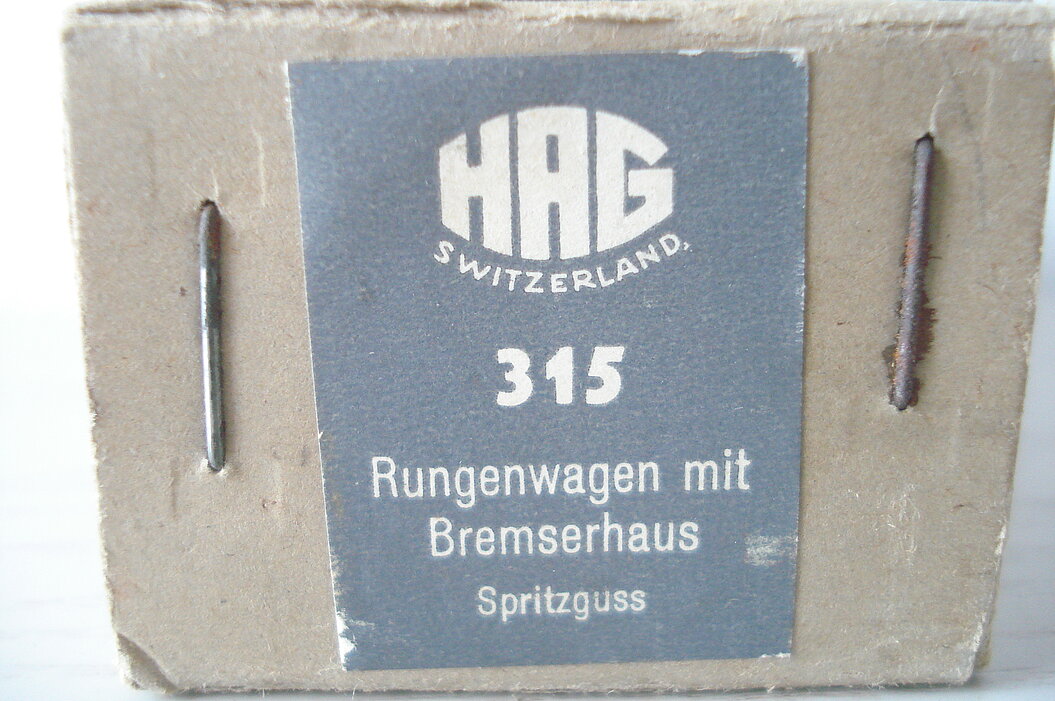 HAG
SWITZERLAND.
315
Rungenwagen mit
Bremserhaus
Spritzguss